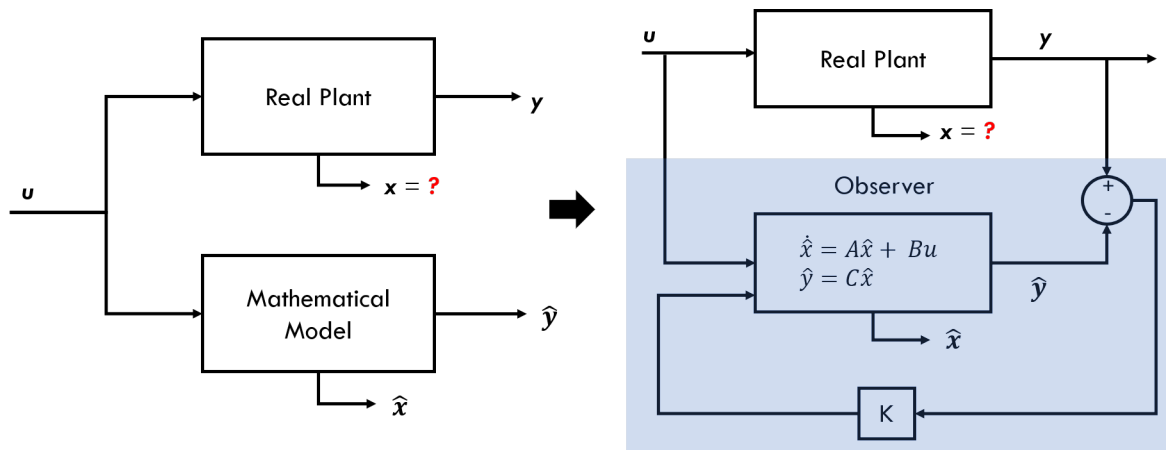 Real Plant
y
x = ?
u
Mathematical
Model
ŷ
x̂
u
Real Plant
y
x = ?
Observer
+
-
x̂̇ = Ax̂ + Bu
ŷ = Cx̂
ŷ
x̂
K